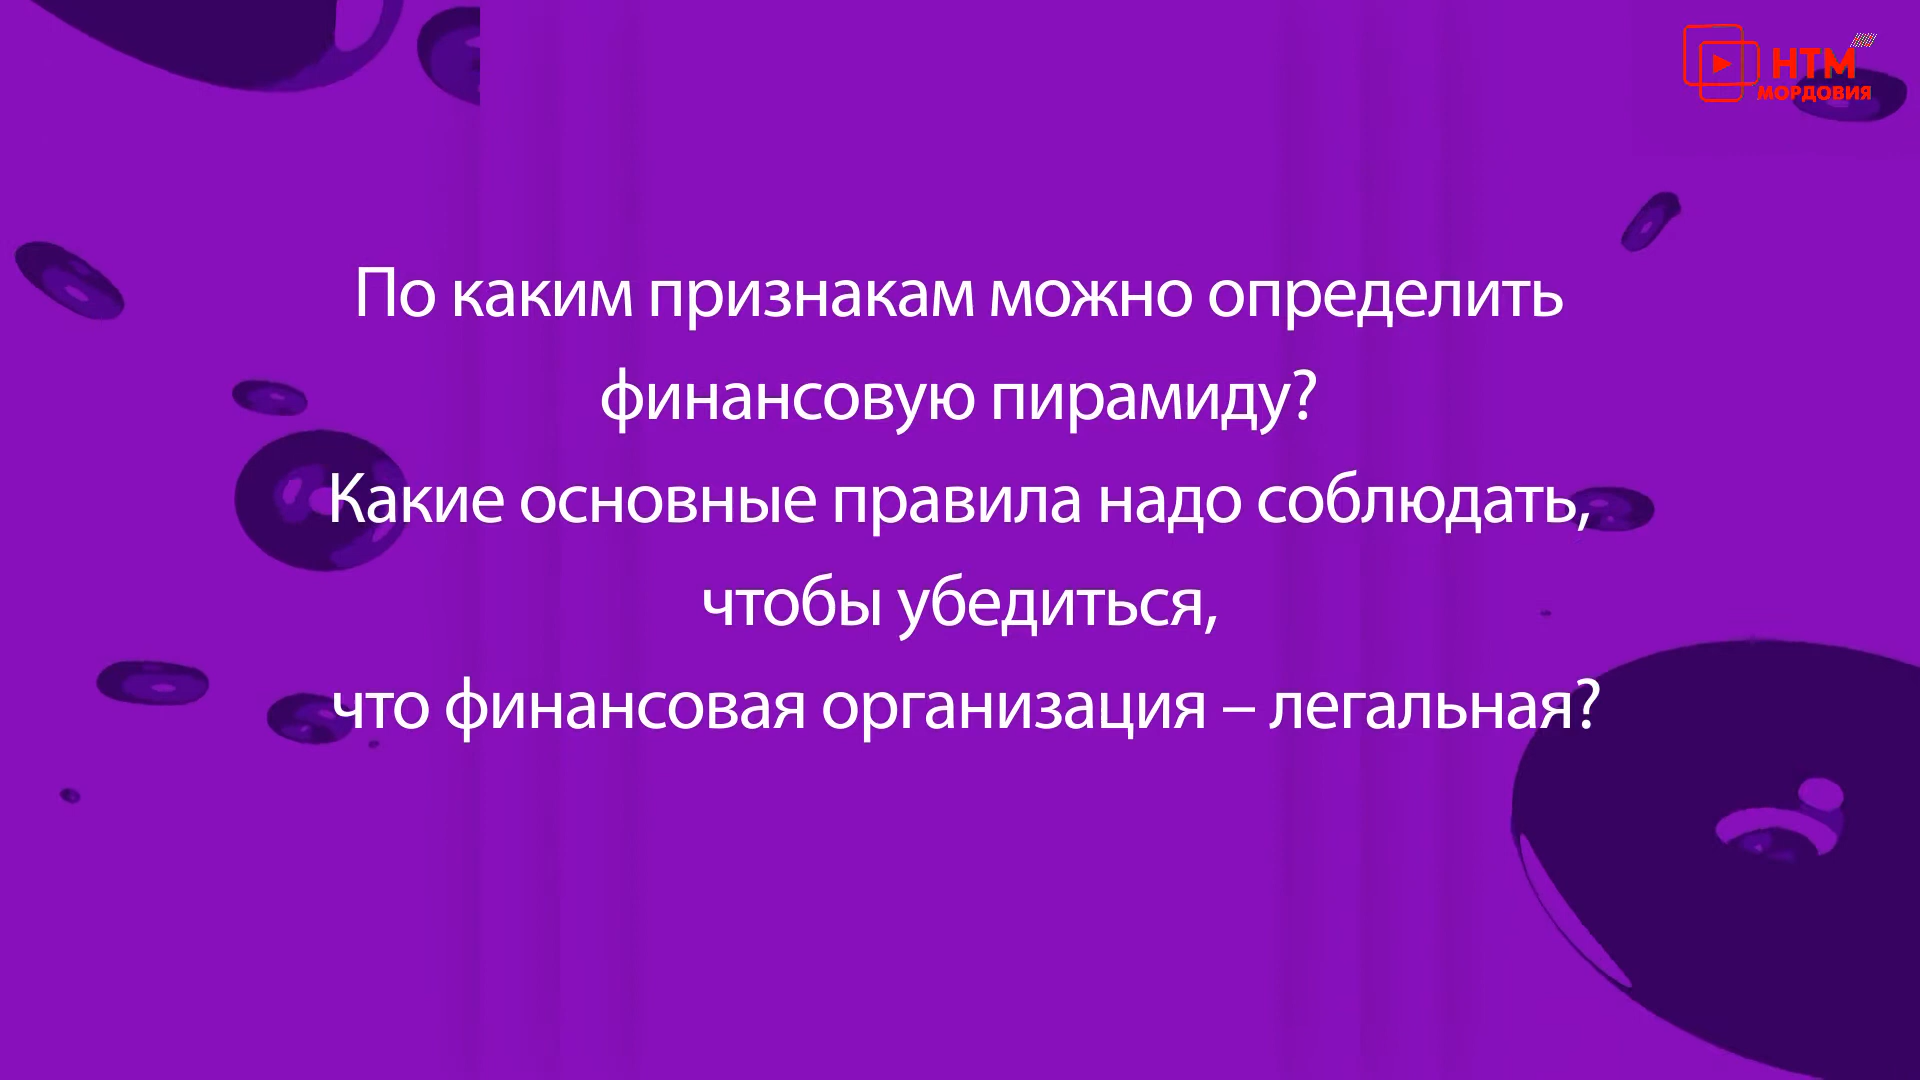 НТМ
МОРДОВИЯ
По каким признакам можно определить
финансовую пирамиду?
Какие основные правила надо соблюдать,
чтобы убедиться,
что финансовая организация – легальная?